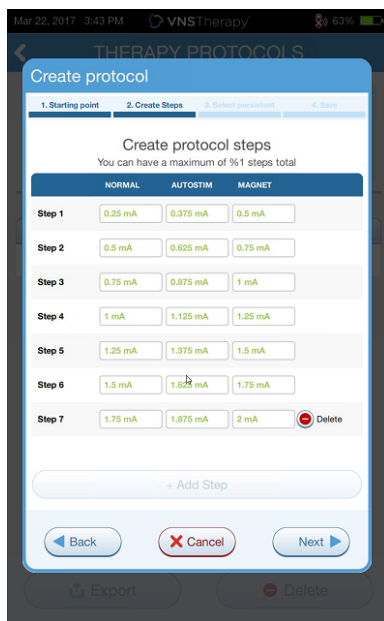 Mar 22, 2017 3:43 PM VNSTherapy 63%
THERAPY PROTOCOLS
Create protocol
1. Starting point 2. Create Steps 3. Select persistent 4. Save
Create protocol steps
You can have a maximum of %1 steps total
NORMAL AUTOSTIM MAGNET
Step 1 0.25 mA 0.375 mA 0.5 mA
Step 2 0.5 mA 0.625 mA 0.75 mA
Step 3 0.75 mA 0.875 mA 1 mA
Step 4 1 mA 1.125 mA 1.25 mA
Step 5 1.25 mA 1.375 mA 1.5 mA
Step 6 1.5 mA 1.625 mA 1.75 mA
Step 7 1.75 mA 1.875 mA 2 mA Delete
+ Add Step
Back Cancel Next
Export Delete